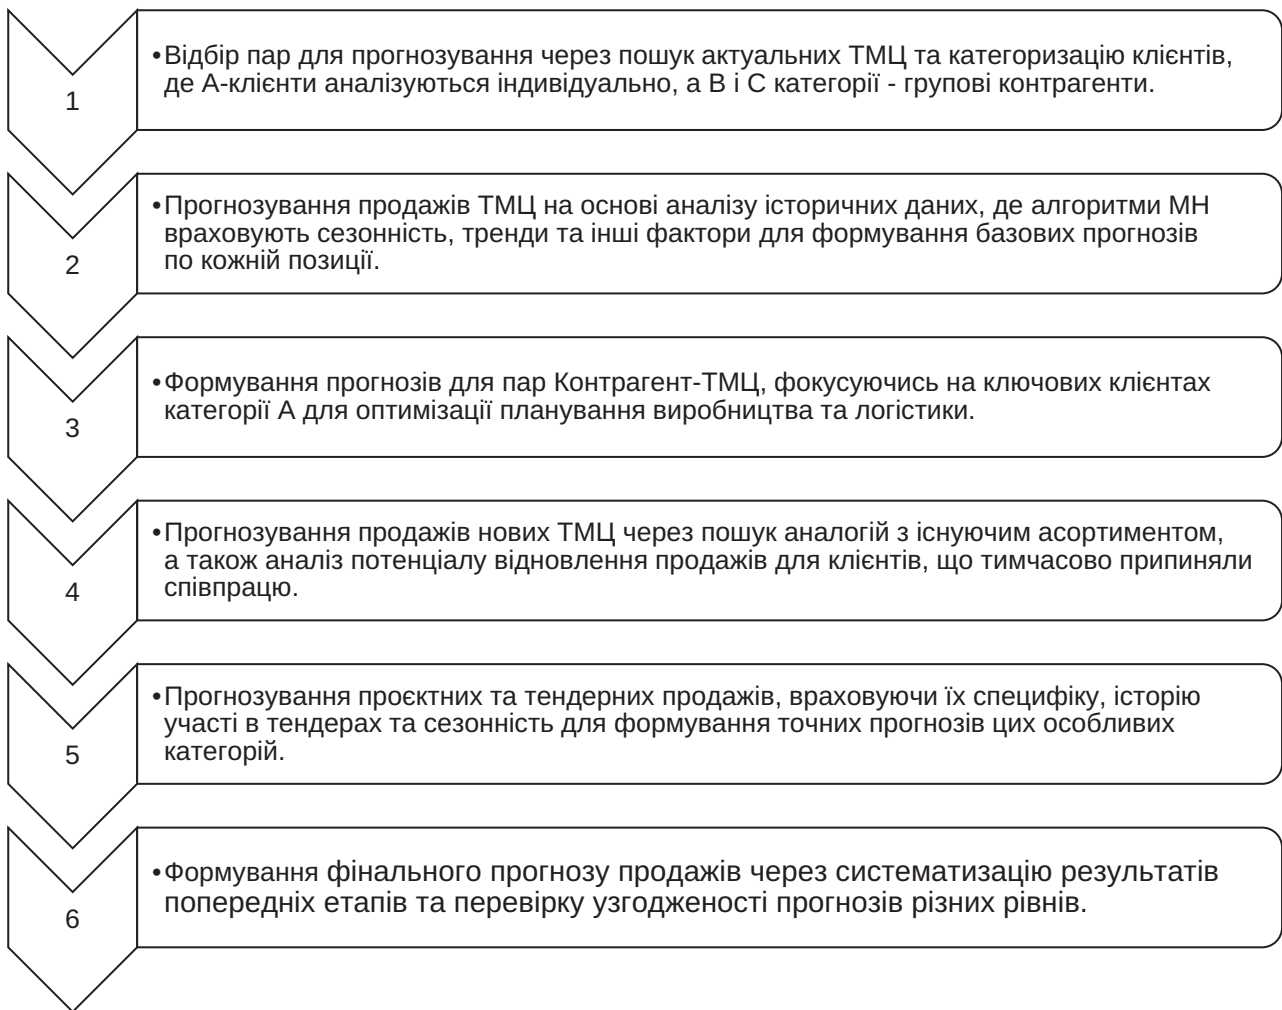 1
•Відбір пар для прогнозування через пошук актуальних ТМЦ та категоризацію клієнтів,
де А-клієнти аналізуються індивідуально, а В і С категорії - групові контрагенти.
2
•Прогнозування продажів ТМЦ на основі аналізу історичних даних, де алгоритми МН
враховують сезонність, тренди та інші фактори для формування базових прогнозів
по кожній позиції.
3
•Формування прогнозів для пар Контрагент-ТМЦ, фокусуючись на ключових клієнтах
категорії А для оптимізації планування виробництва та логістики.
4
•Прогнозування продажів нових ТМЦ через пошук аналогій з існуючим асортиментом,
а також аналіз потенціалу відновлення продажів для клієнтів, що тимчасово припиняли
співпрацю.
5
•Прогнозування проєктних та тендерних продажів, враховуючи їх специфіку, історію
участі в тендерах та сезонність для формування точних прогнозів цих особливих
категорій.
6
•Формування фінального прогнозу продажів через систематизацію результатів
попередніх етапів та перевірку узгодженості прогнозів різних рівнів.